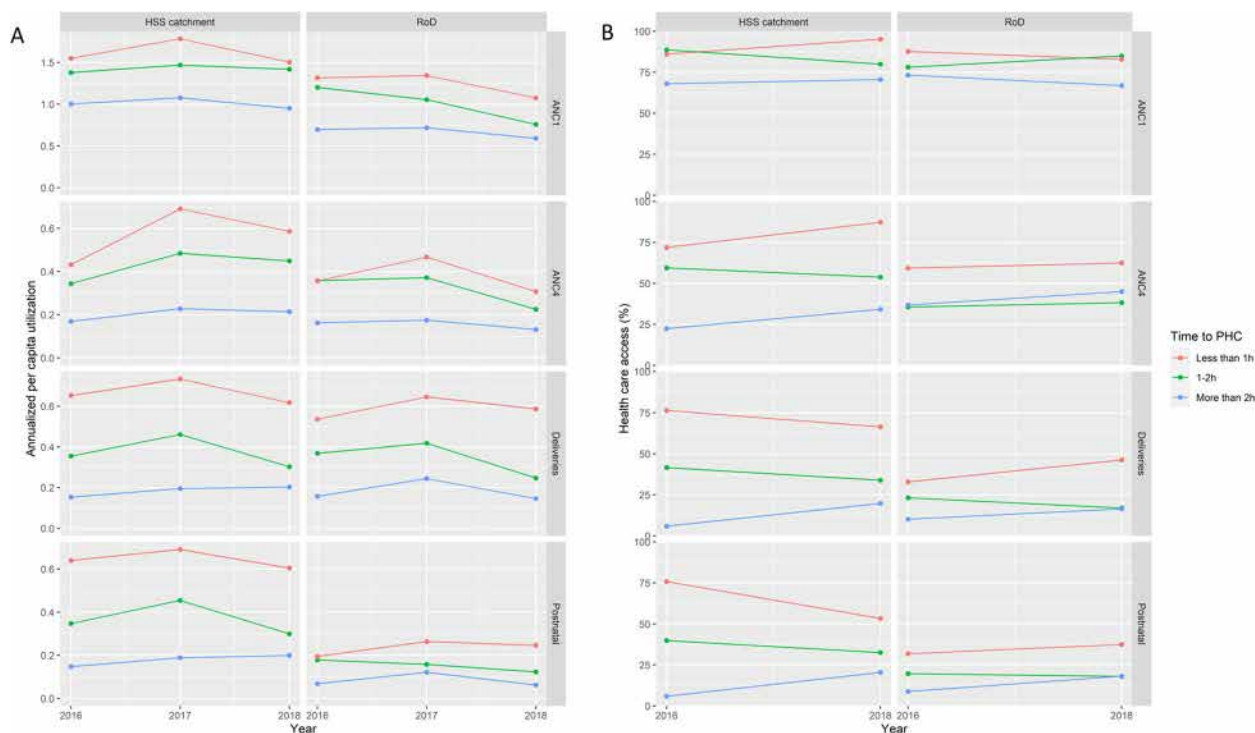 A
HSS catchment
RoD
Annualized per capita utilization
1.5
1.0
0.5
0.0
ANC1
0.6
0.4
0.2
0.0
ANC4
0.6
0.4
0.2
0.0
Deliveries
0.6
0.4
0.2
0.0
Postnatal
2016
2017
2018
2016
2017
2018
Year
B
HSS catchment
RoD
Health care access (%)
100
75
50
25
0
ANC1
100
75
50
25
0
ANC4
100
75
50
25
0
Deliveries
100
75
50
25
0
Postnatal
2016
2018
2016
2018
Year
Time to PHC
Less than 1h
1-2h
More than 2h